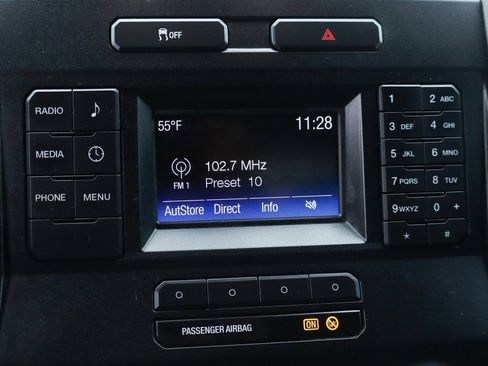 OFF
RADIO
MEDIA
PHONE MENU
55°F 11:28
102.7 MHz
FM 1 Preset 10
AutStore Direct Info
1 2 ABC
3 DEF 4 GHI
5 JKL 6 MNO
7 PQRS 8 TUV
9 WXYZ 0 +
* #
PASSENGER AIRBAG ON